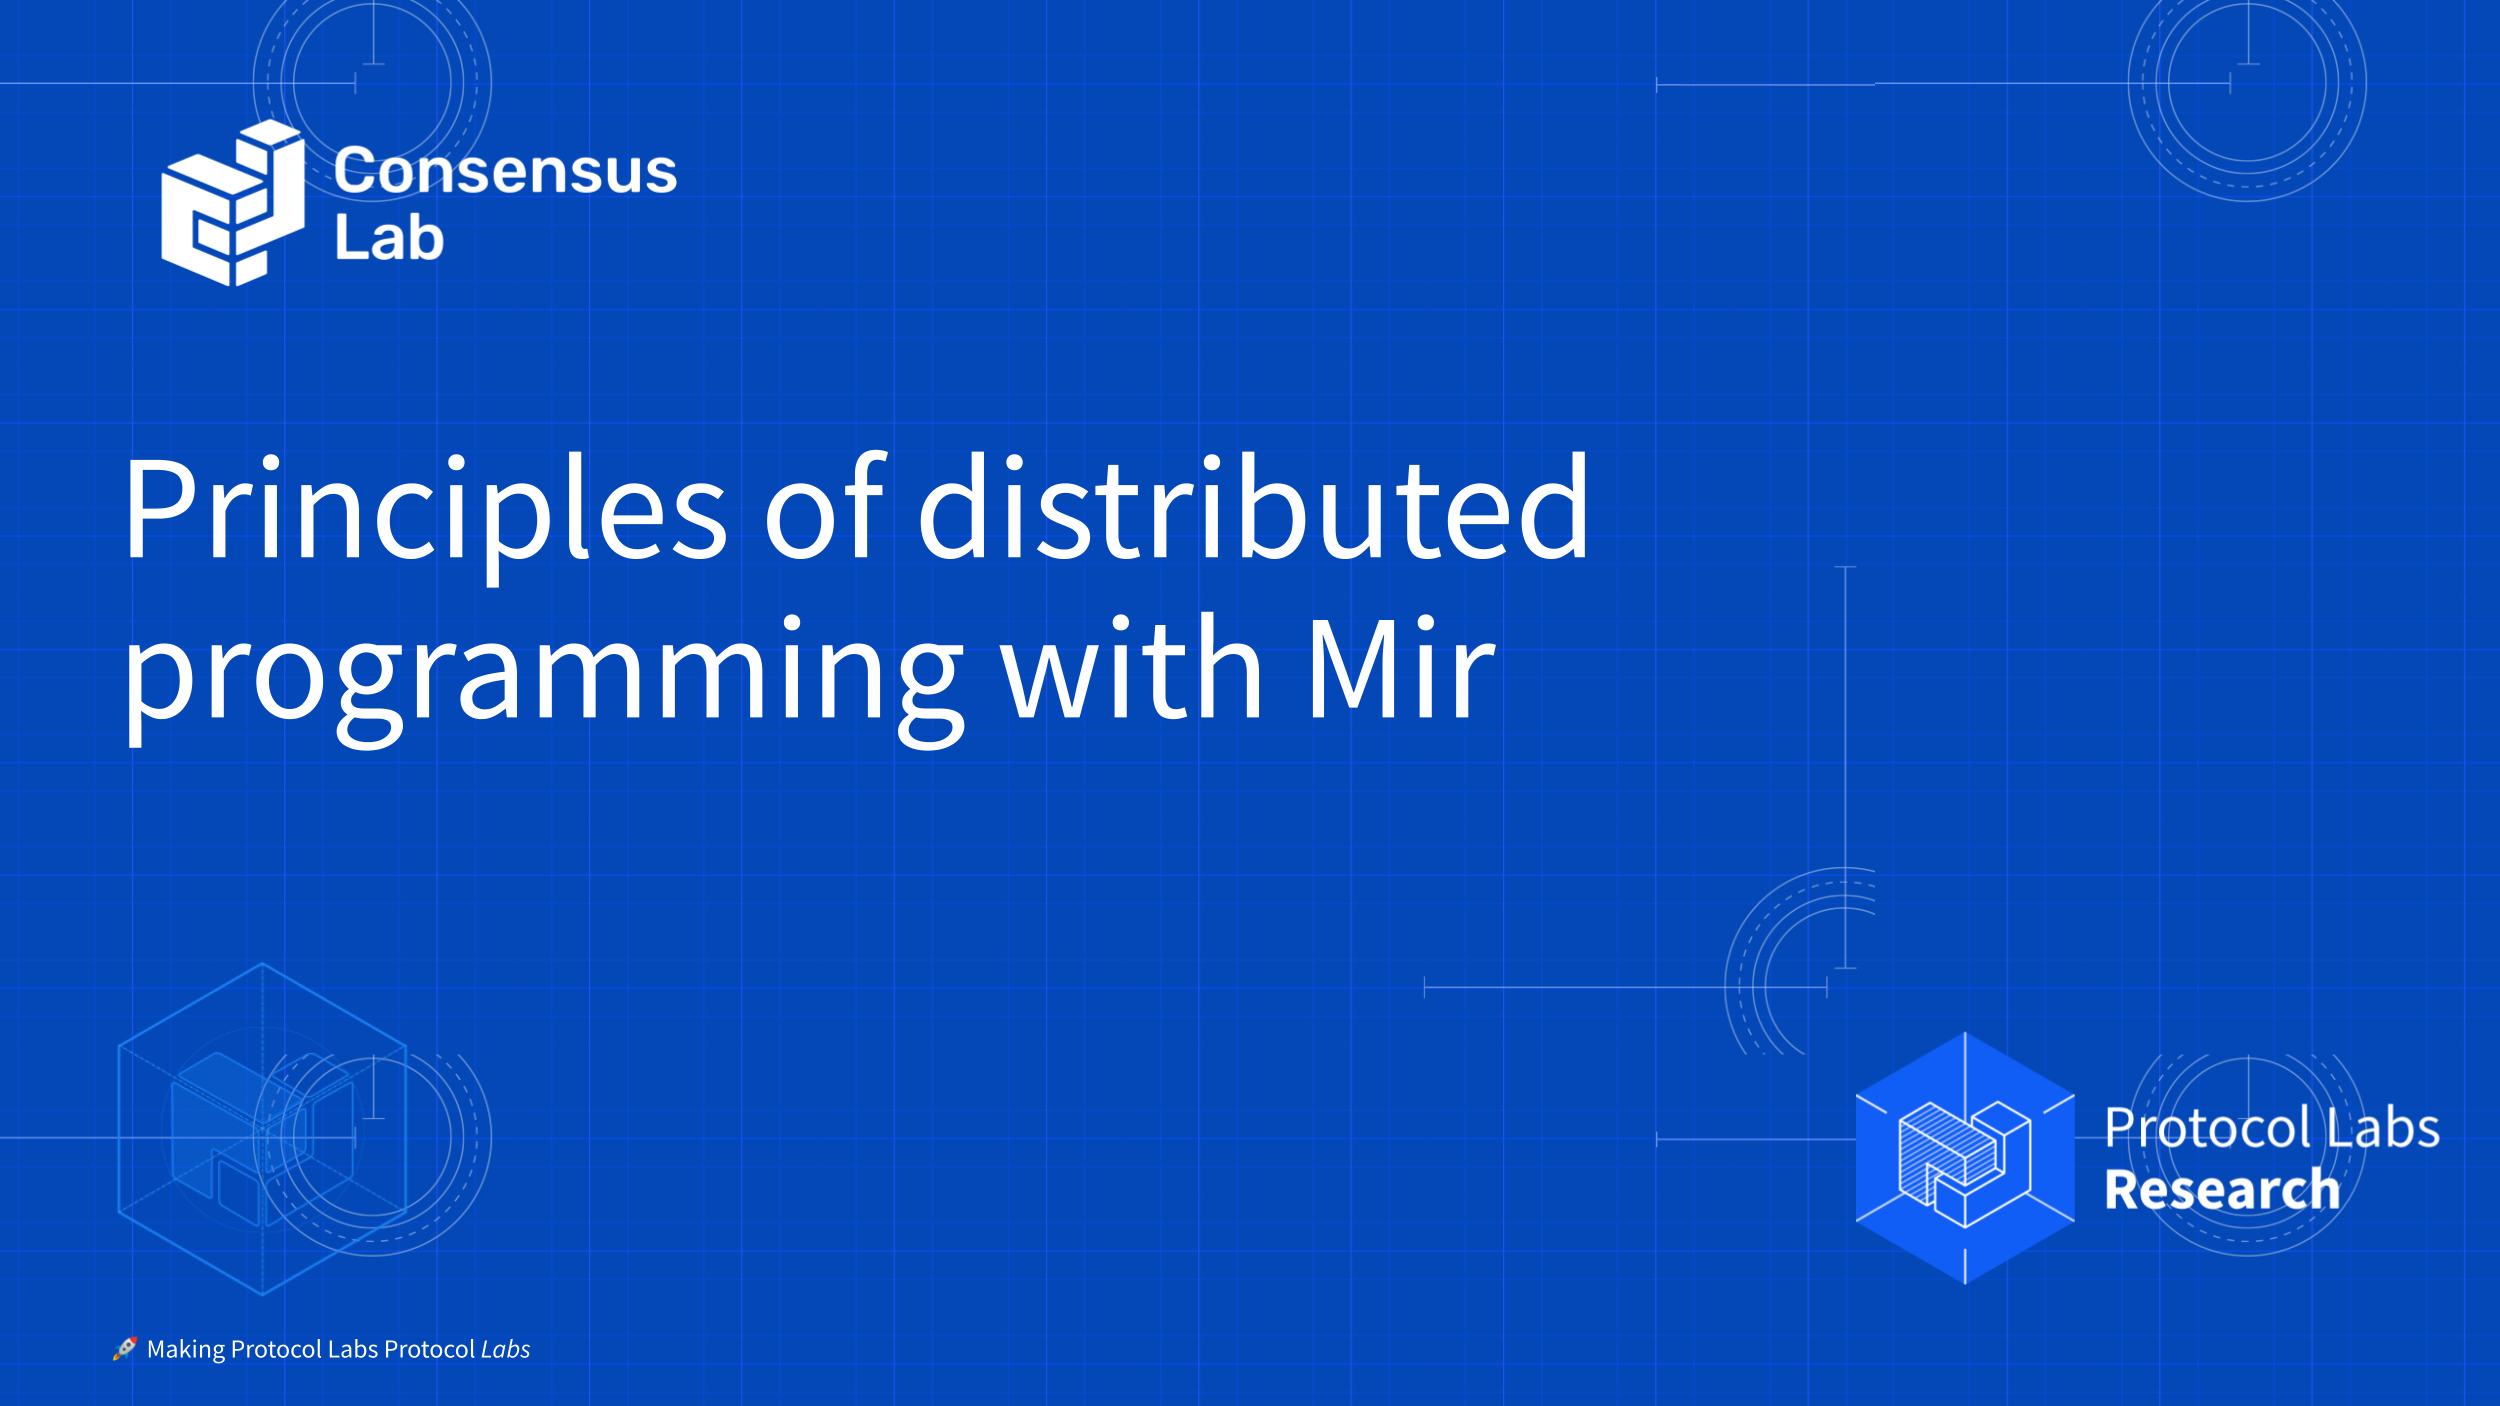 Consensus
Lab
Principles of distributed
programming with Mir
Protocol Labs
Research
🚀 Making Protocol Labs Protocol Labs